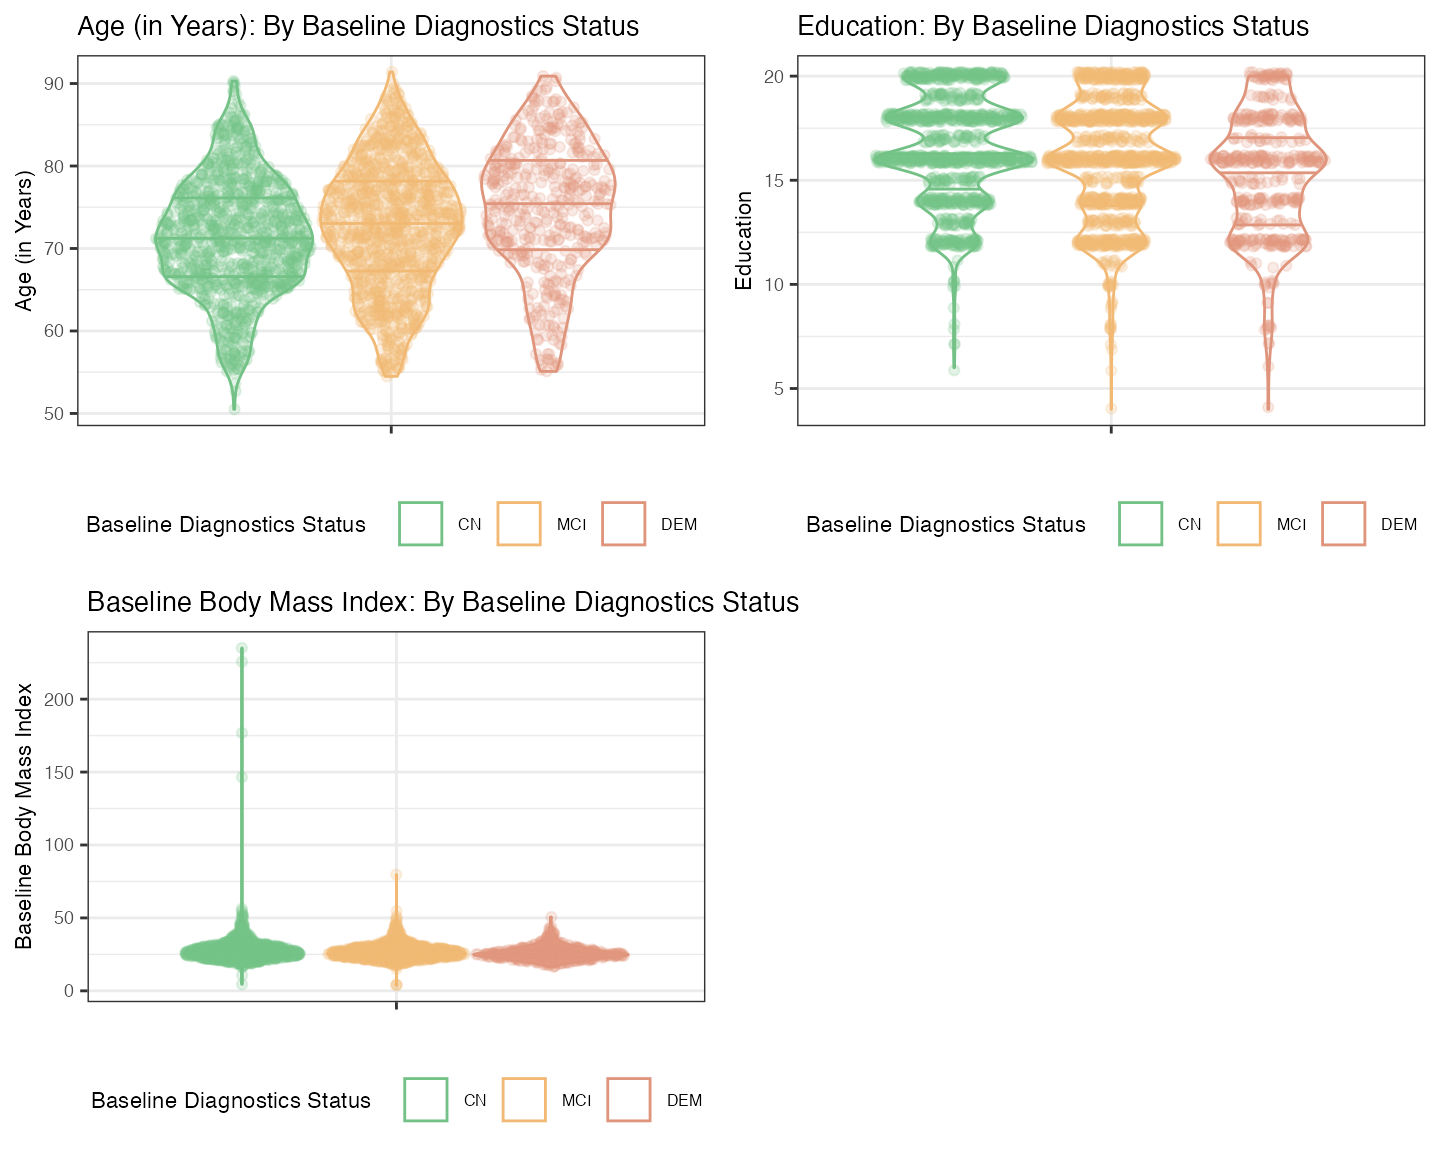 Age (in Years): By Baseline Diagnostics Status
Age (in Years)
90
80
70
60
50
Baseline Diagnostics Status CN MCI DEM
Education: By Baseline Diagnostics Status
Education
20
15
10
5
Baseline Diagnostics Status CN MCI DEM
Baseline Body Mass Index: By Baseline Diagnostics Status
Baseline Body Mass Index
200
150
100
50
0
Baseline Diagnostics Status CN MCI DEM